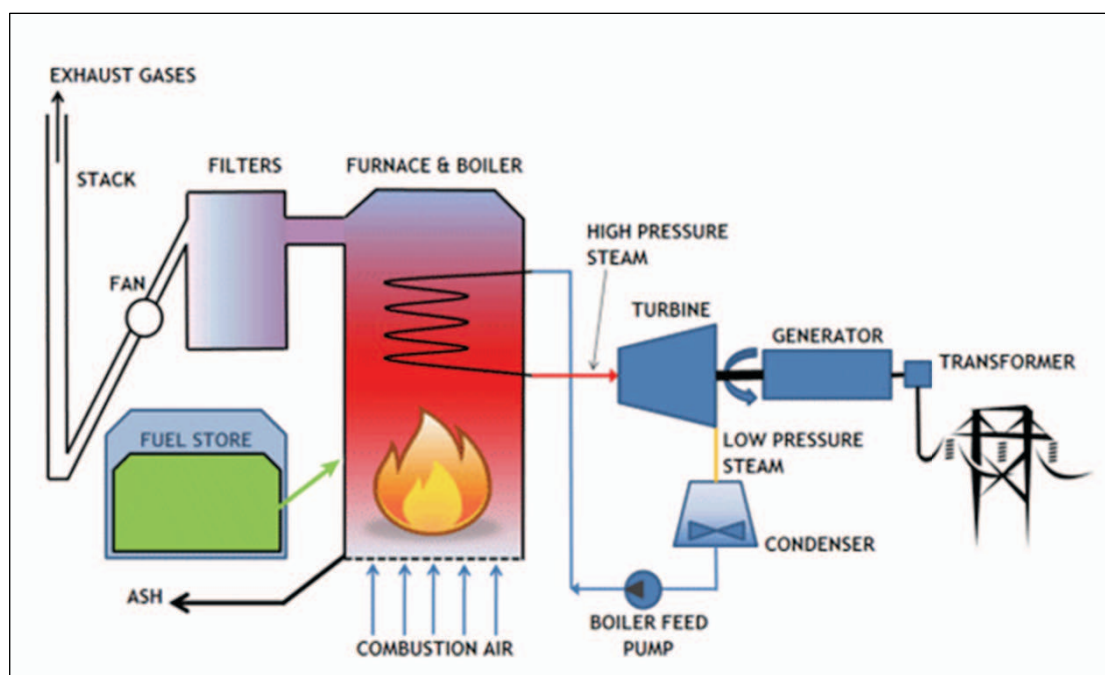 EXHAUST GASES
STACK
FILTERS
FURNACE & BOILER
FAN
HIGH PRESSURE
STEAM
TURBINE
GENERATOR
TRANSFORMER
FUEL STORE
LOW PRESSURE
STEAM
CONDENSER
ASH
BOILER FEED
PUMP
COMBUSTION AIR